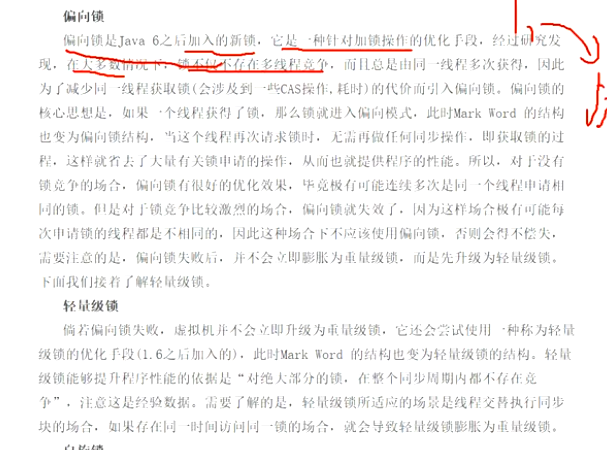 偏向锁
偏向锁是Java 6之后加入的新锁，它是一种针对加锁操作的优化手段，经过研究发
现，在大多数情况下，锁不仅不存在多线程竞争，而且总是由同一线程多次获得，因此
为了减少同一线程获取锁(会涉及到一些CAS操作,耗时)的代价而引入偏向锁。偏向锁的
核心思想是，如果一个线程获得了锁，那么锁就进入偏向模式，此时Mark Word 的结构
也变为偏向锁结构，当这个线程再次请求锁时，无需再做任何同步操作，即获取锁的过
程，这样就省去了大量有关锁申请的操作，从而也就提供程序的性能。所以，对于没有
锁竞争的场合，偏向锁有很好的优化效果，毕竟极有可能连续多次是同一个线程申请相
同的锁。但是对于锁竞争比较激烈的场合，偏向锁就失效了，因为这样场合极有可能每
次申请锁的线程都是不相同的，因此这种场合下不应该使用偏向锁，否则会得不偿失，
需要注意的是，偏向锁失败后，并不会立即膨胀为重量级锁，而是先升级为轻量级锁。
下面我们接着了解轻量级锁。
轻量级锁
倘若偏向锁失败，虚拟机并不会立即升级为重量级锁，它还会尝试使用一种称为轻量
级锁的优化手段(1.6之后加入的)，此时Mark Word 的结构也变为轻量级锁的结构。轻量
级锁能够提升程序性能的依据是“对绝大部分的锁，在整个同步周期内都不存在竞
争”，注意这是经验数据。需要了解的是，轻量级锁所适应的场景是线程交替执行同步
块的场合，如果存在同一时间访问同一锁的场合，就会导致轻量级锁膨胀为重量级锁。